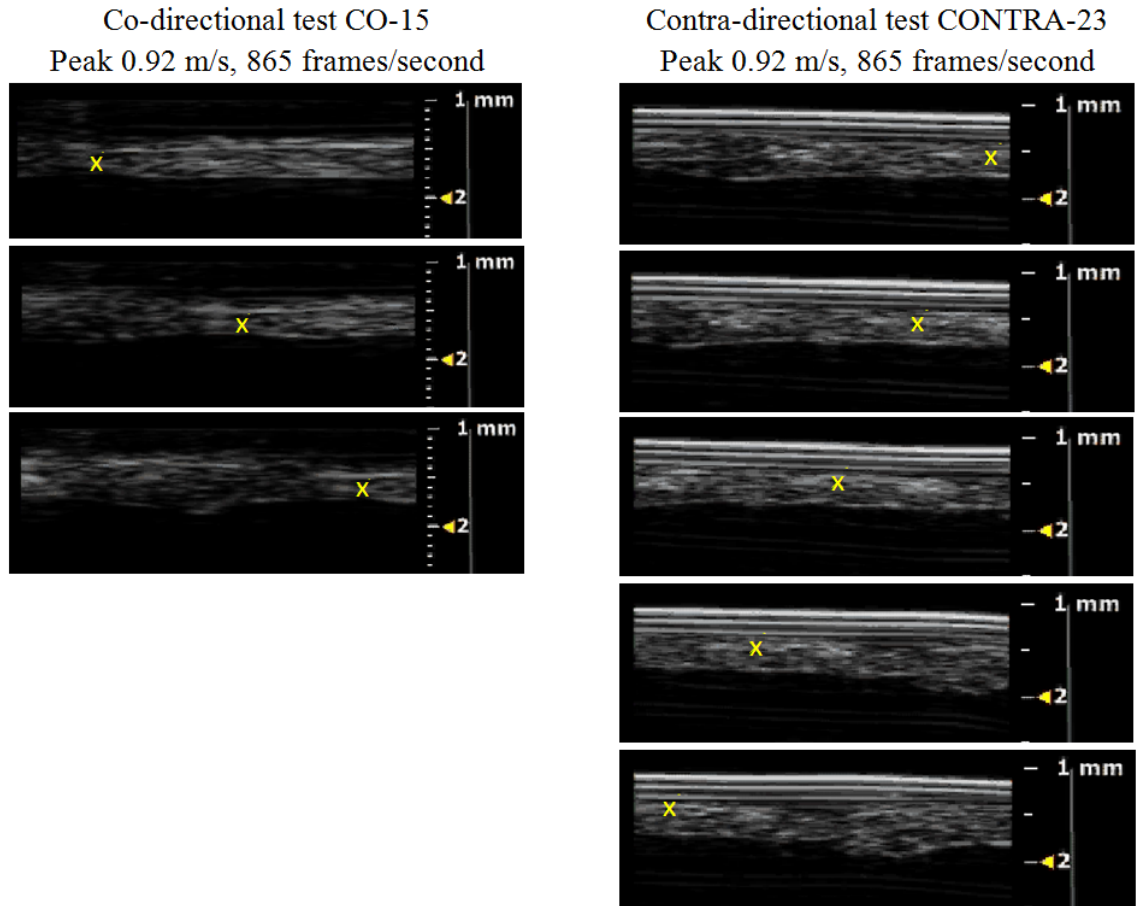 Co-directional test CO-15
Peak 0.92 m/s, 865 frames/second
1 mm
X
2
1 mm
X
2
1 mm
X
2
Contra-directional test CONTRA-23
Peak 0.92 m/s, 865 frames/second
1 mm
X
2
1 mm
X
2
1 mm
X
2
1 mm
X
2
1 mm
X
2